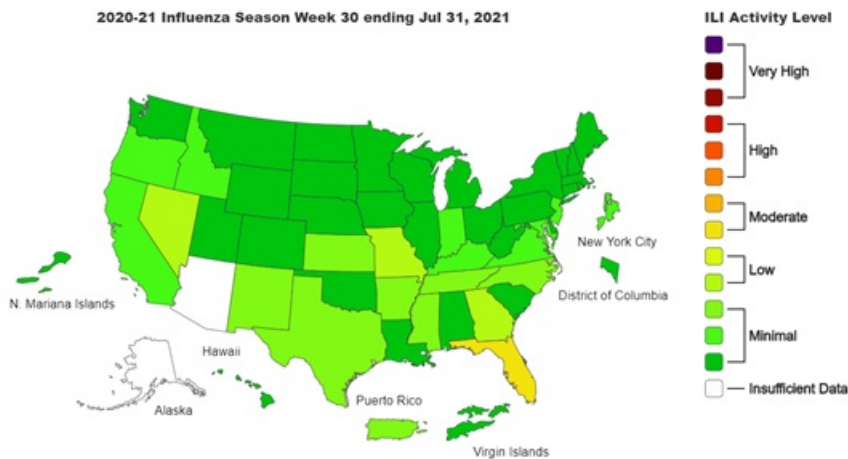 2020-21 Influenza Season Week 30 ending Jul 31, 2021
ILI Activity Level
Very High
High
Moderate
Low
Minimal
Insufficient Data
New York City
District of Columbia
N. Mariana Islands
Hawaii
Alaska
Puerto Rico
Virgin Islands